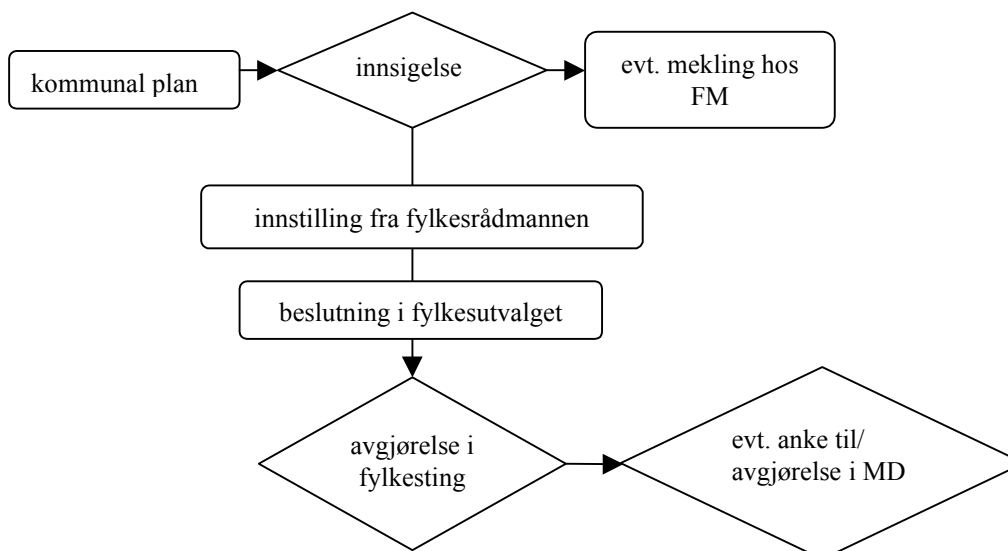 kommunal plan
innsigelse
evt. mekling hos
FM
innstilling fra fylkesrådmannen
beslutning i fylkesutvalget
avgjørelse i
fylkesting
evt. anke til/
avgjørelse i MD